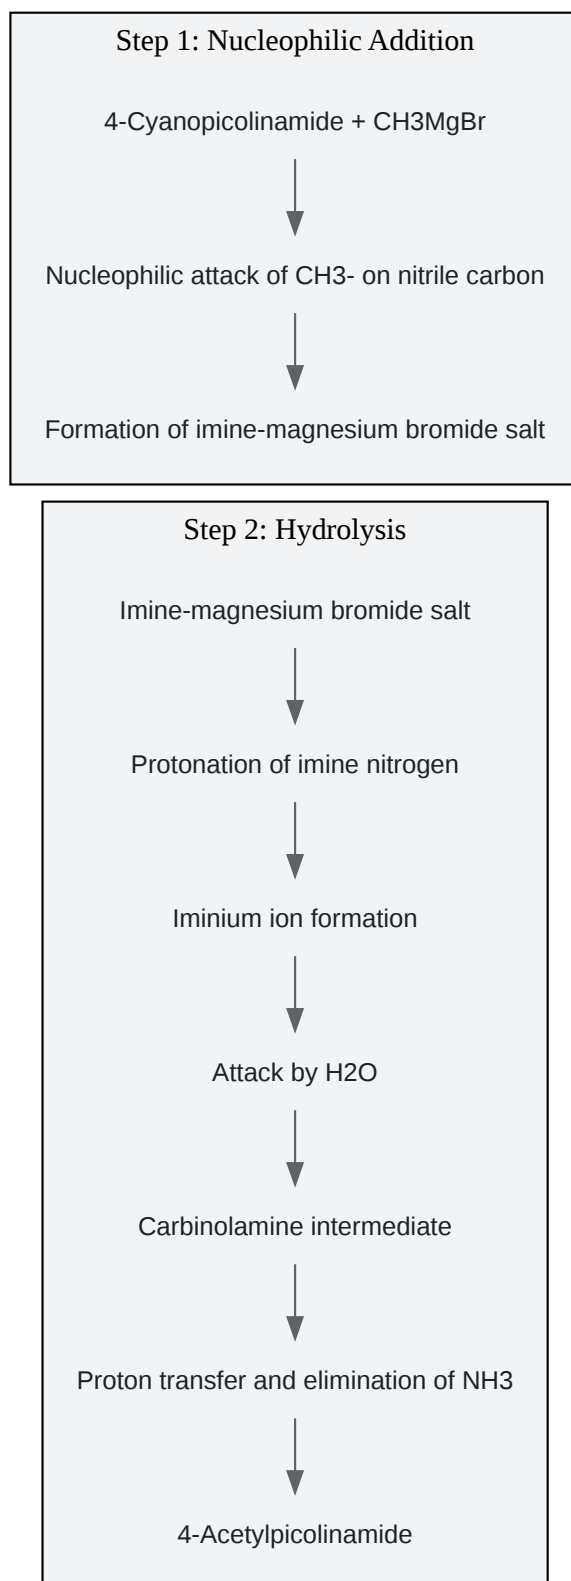 Step 1: Nucleophilic Addition
4-Cyanopicolinamide + CH3MgBr
Nucleophilic attack of CH3- on nitrile carbon
Formation of imine-magnesium bromide salt
Step 2: Hydrolysis
Imine-magnesium bromide salt
Protonation of imine nitrogen
Iminium ion formation
Attack by H2O
Carbinolamine intermediate
Proton transfer and elimination of NH3
4-Acetylpicolinamide